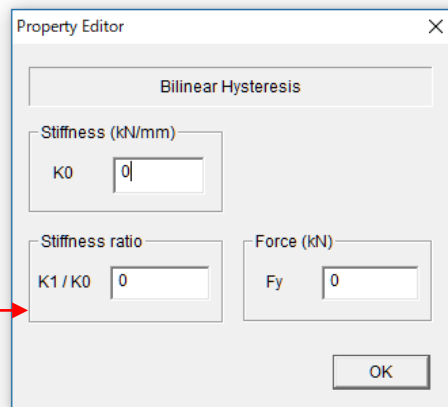 Property Editor
Bilinear Hysteresis
Stiffness (kN/mm)
K0 0
Stiffness ratio
K1 / K0 0
Force (kN)
Fy 0
OK